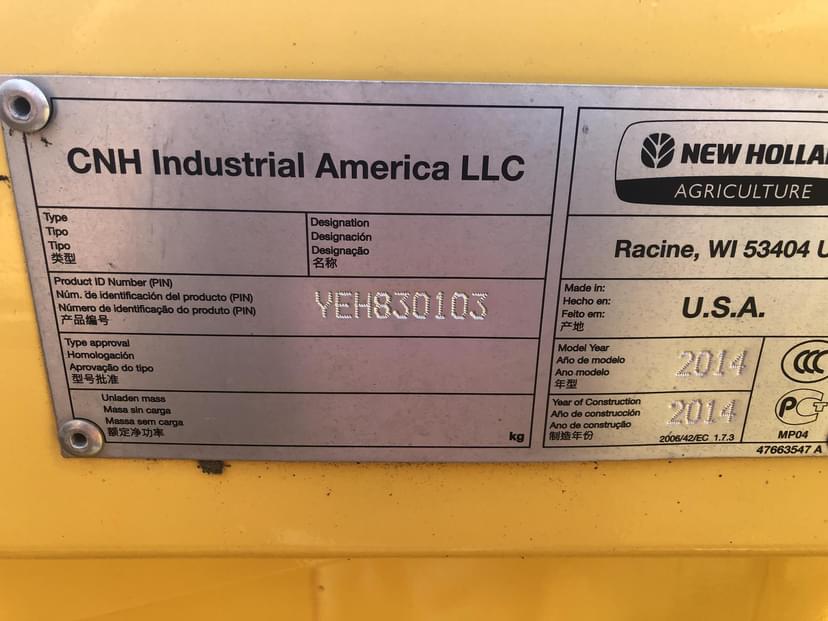 CNH Industrial America LLC
Type
Tipo
Tipo
类型
Designation
Designación
Designação
名称
Product ID Number (PIN)
Núm. de identificación del producto (PIN)
Número de identificação do produto (PIN)
产品编号
YEH830103
Type approval
Homologación
Aprovação do tipo
型号批准
Unladen mass
Masa sin carga
Massa sem carga
额定净功率
kg
NEW HOLLA
AGRICULTURE
Racine, WI 53404 U
Made in:
Hecho en:
Feito em:
产地
U.S.A.
Model Year
Año de modelo
Ano modelo
年型
2014
CCC
Year of Construction
Año de construcción
Ano de construção
制造年份
2014
2006/42/EC 1.7.3
PCT
MP04
47663547 A